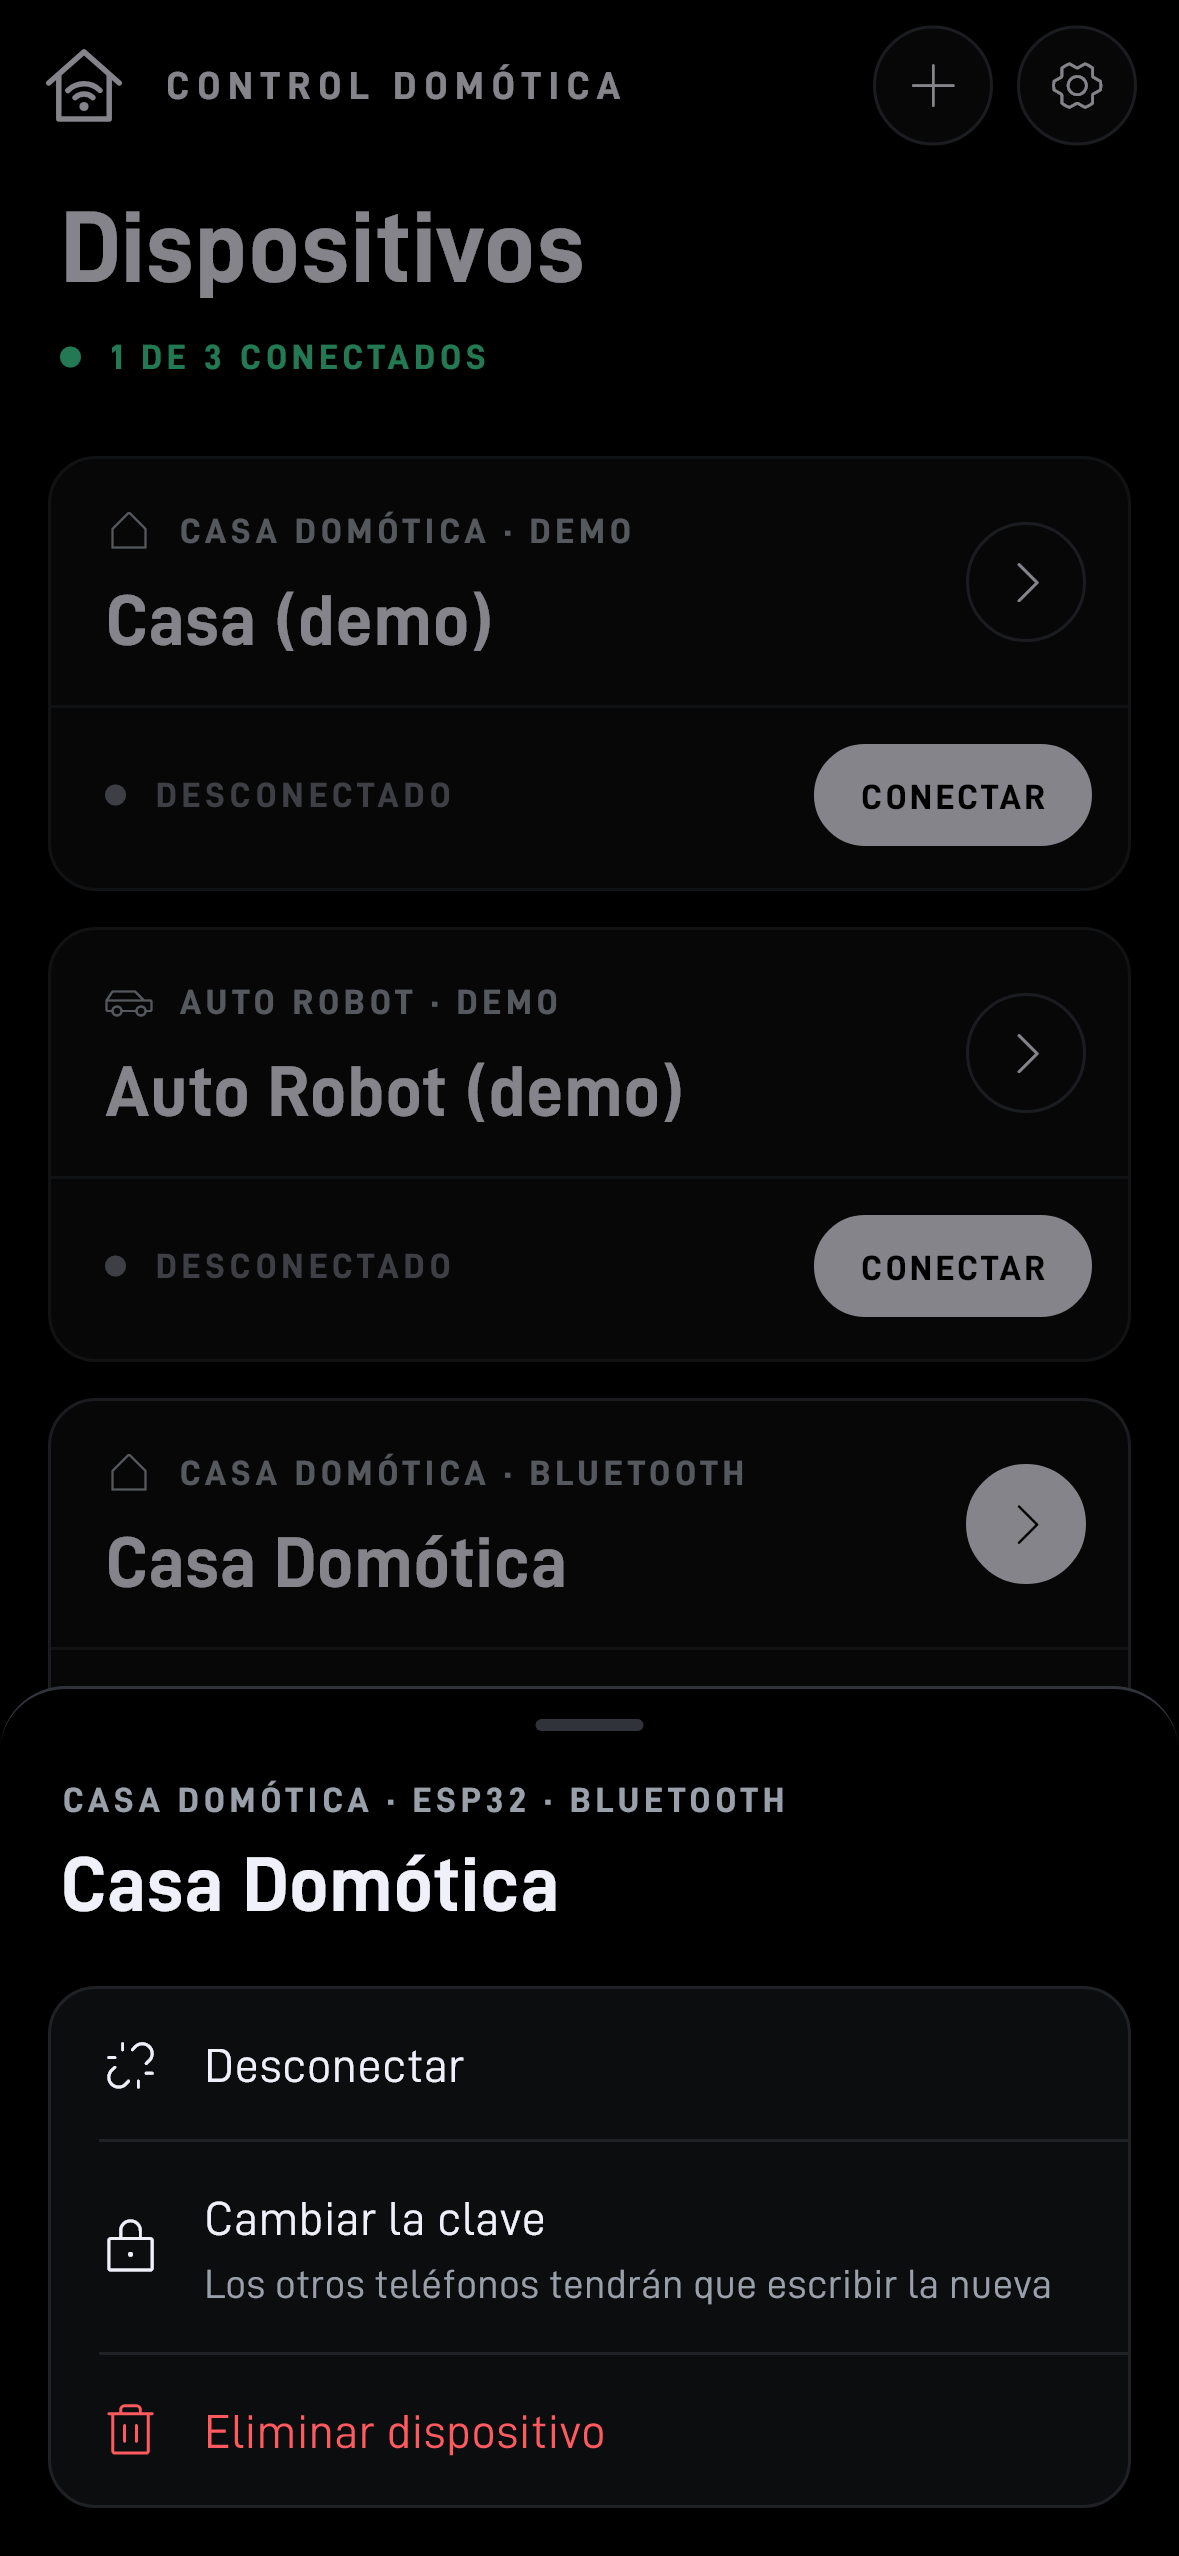 CONTROL DOMÓTICA
Dispositivos
1 DE 3 CONECTADOS
CASA DOMÓTICA · DEMO
Casa (demo)
DESCONECTADO
CONECTAR
AUTO ROBOT · DEMO
Auto Robot (demo)
DESCONECTADO
CONECTAR
CASA DOMÓTICA · BLUETOOTH
Casa Domótica
CASA DOMÓTICA · ESP32 · BLUETOOTH
Casa Domótica
Desconectar
Cambiar la clave
Los otros teléfonos tendrán que escribir la nueva
Eliminar dispositivo